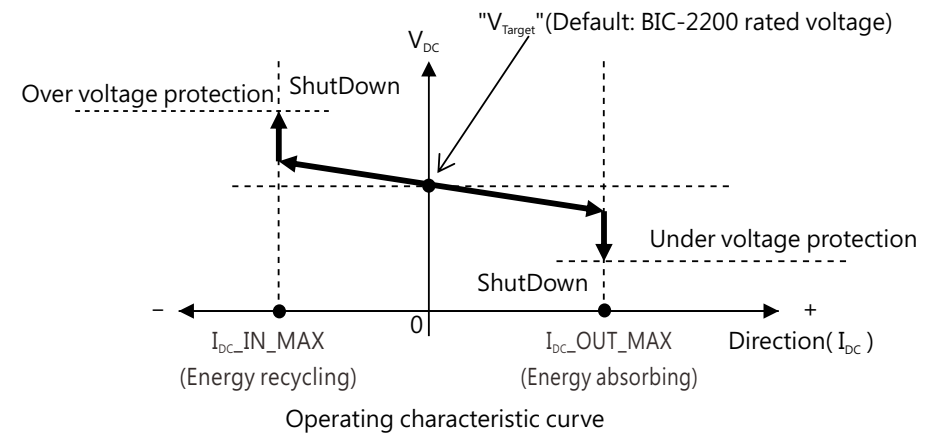 "VTarget"(Default: BIC-2200 rated voltage)
VDC
Over voltage protection ShutDown
Under voltage protection
ShutDown
− 0 +
IDC_IN_MAX IDC_OUT_MAX Direction( IDC )
(Energy recycling) (Energy absorbing)
Operating characteristic curve